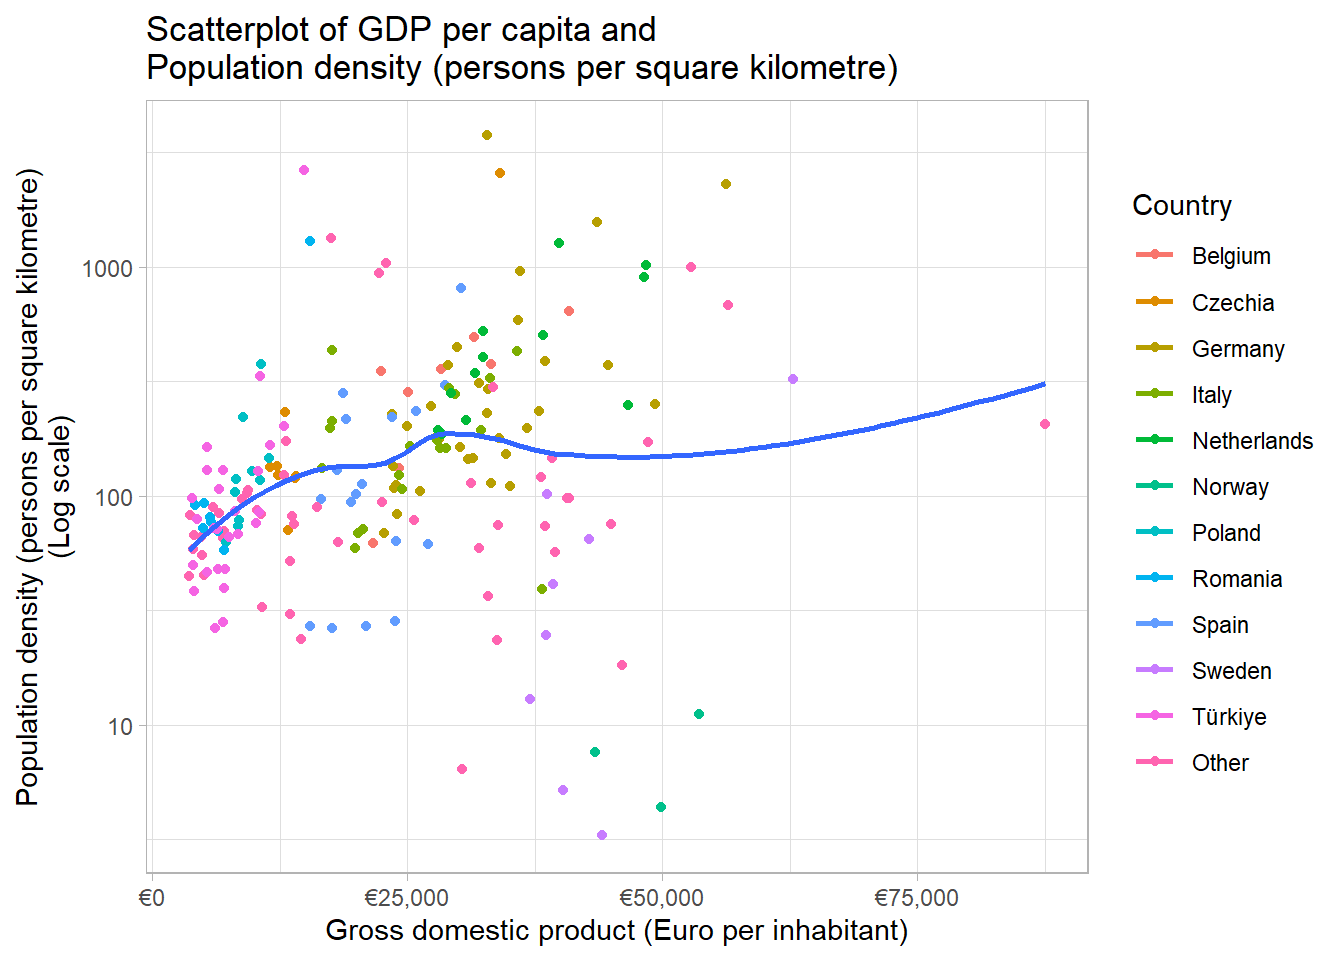 Scatterplot of GDP per capita and
Population density (persons per square kilometre)
Population density (persons per square kilometre)
(Log scale)
1000
100
10
€0
€25,000
€50,000
€75,000
Gross domestic product (Euro per inhabitant)
Country
Belgium
Czechia
Germany
Italy
Netherlands
Norway
Poland
Romania
Spain
Sweden
Türkiye
Other